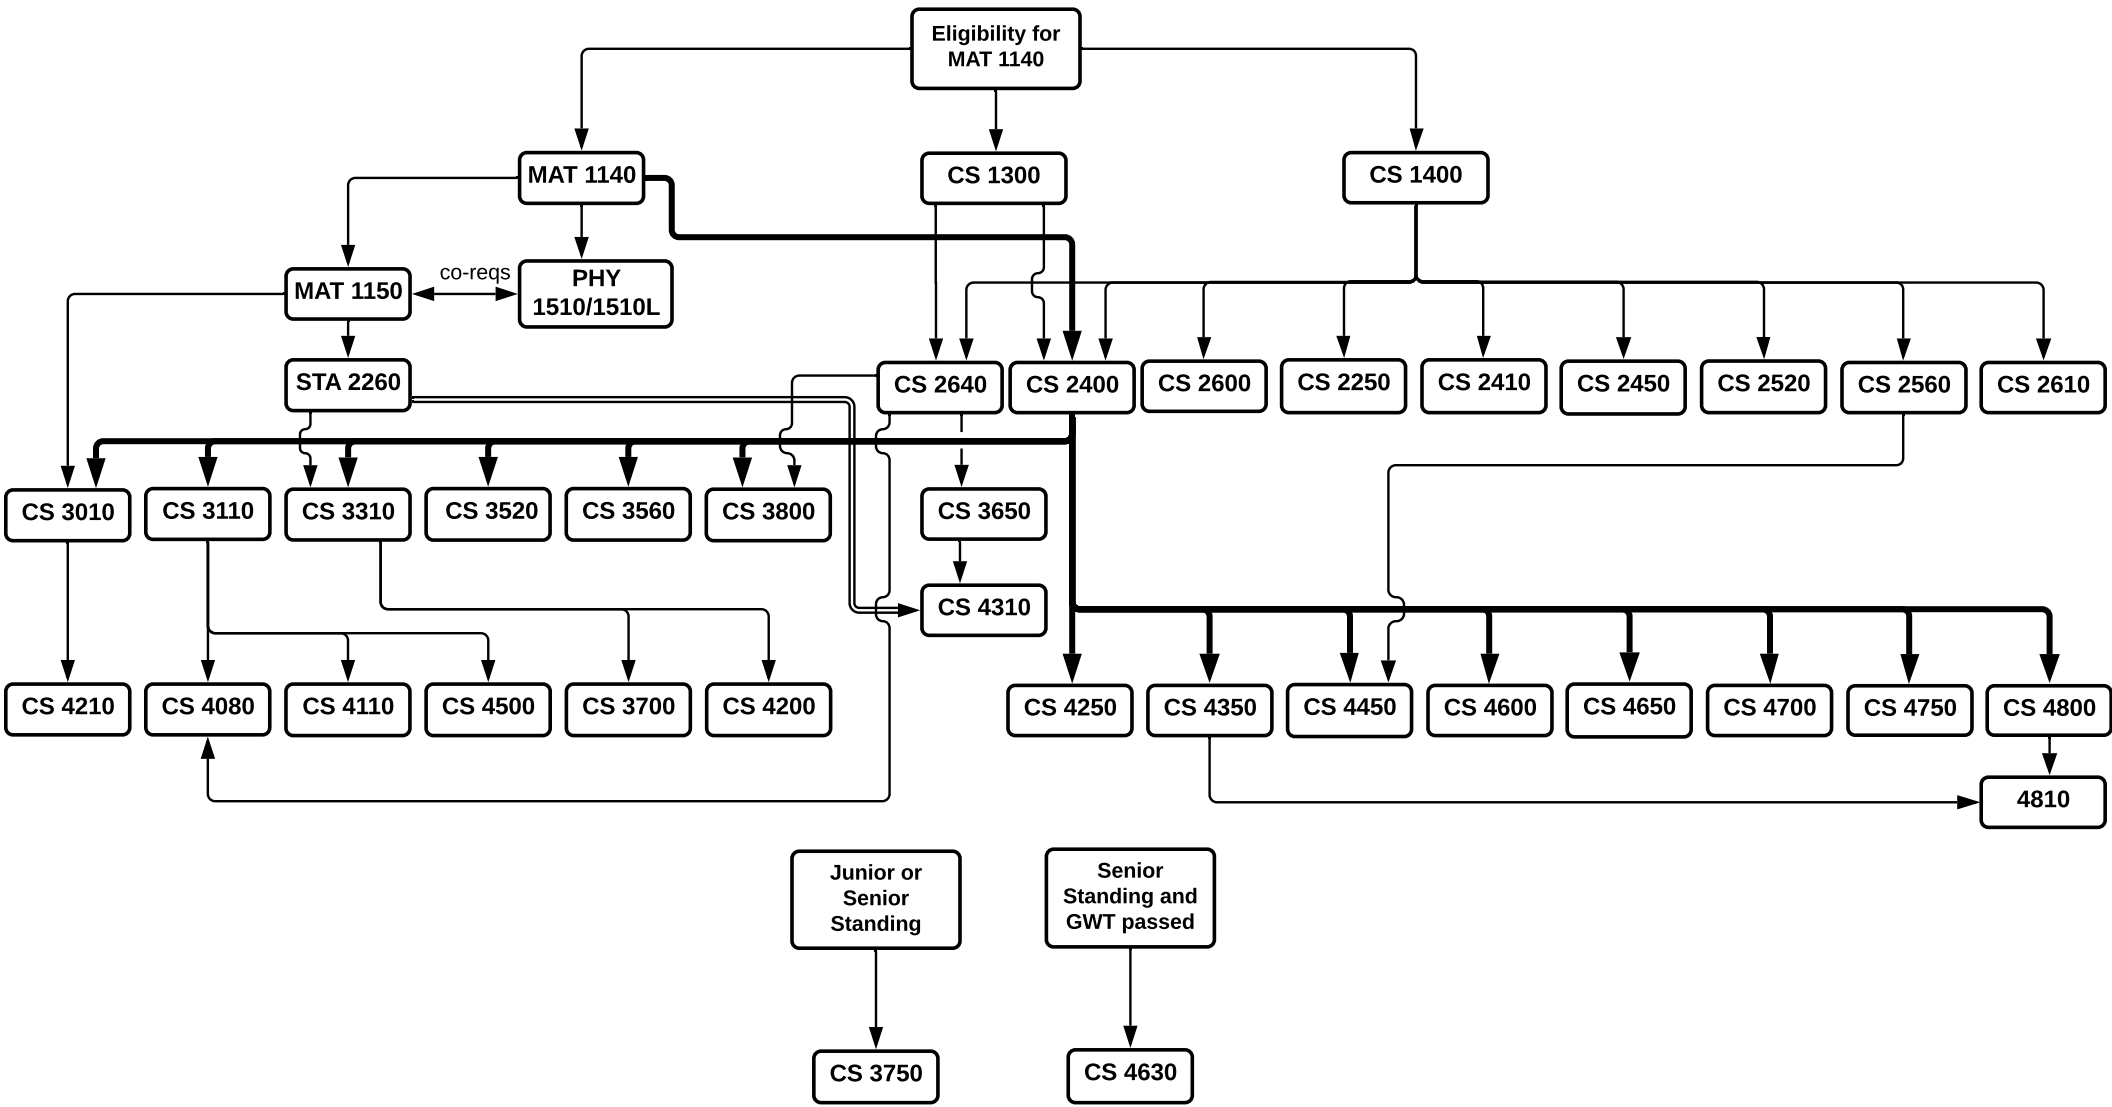 Eligibility for
MAT 1140
MAT 1140
CS 1300
CS 1400
MAT 1150
co-reqs
PHY
1510/1510L
STA 2260
CS 2640
CS 2400
CS 2600
CS 2250
CS 2410
CS 2450
CS 2520
CS 2560
CS 2610
CS 3010
CS 3110
CS 3310
CS 3520
CS 3560
CS 3800
CS 3650
CS 4310
CS 4210
CS 4080
CS 4110
CS 4500
CS 3700
CS 4200
CS 4250
CS 4350
CS 4450
CS 4600
CS 4650
CS 4700
CS 4750
CS 4800
4810
Junior or
Senior
Standing
Senior
Standing and
GWT passed
CS 3750
CS 4630